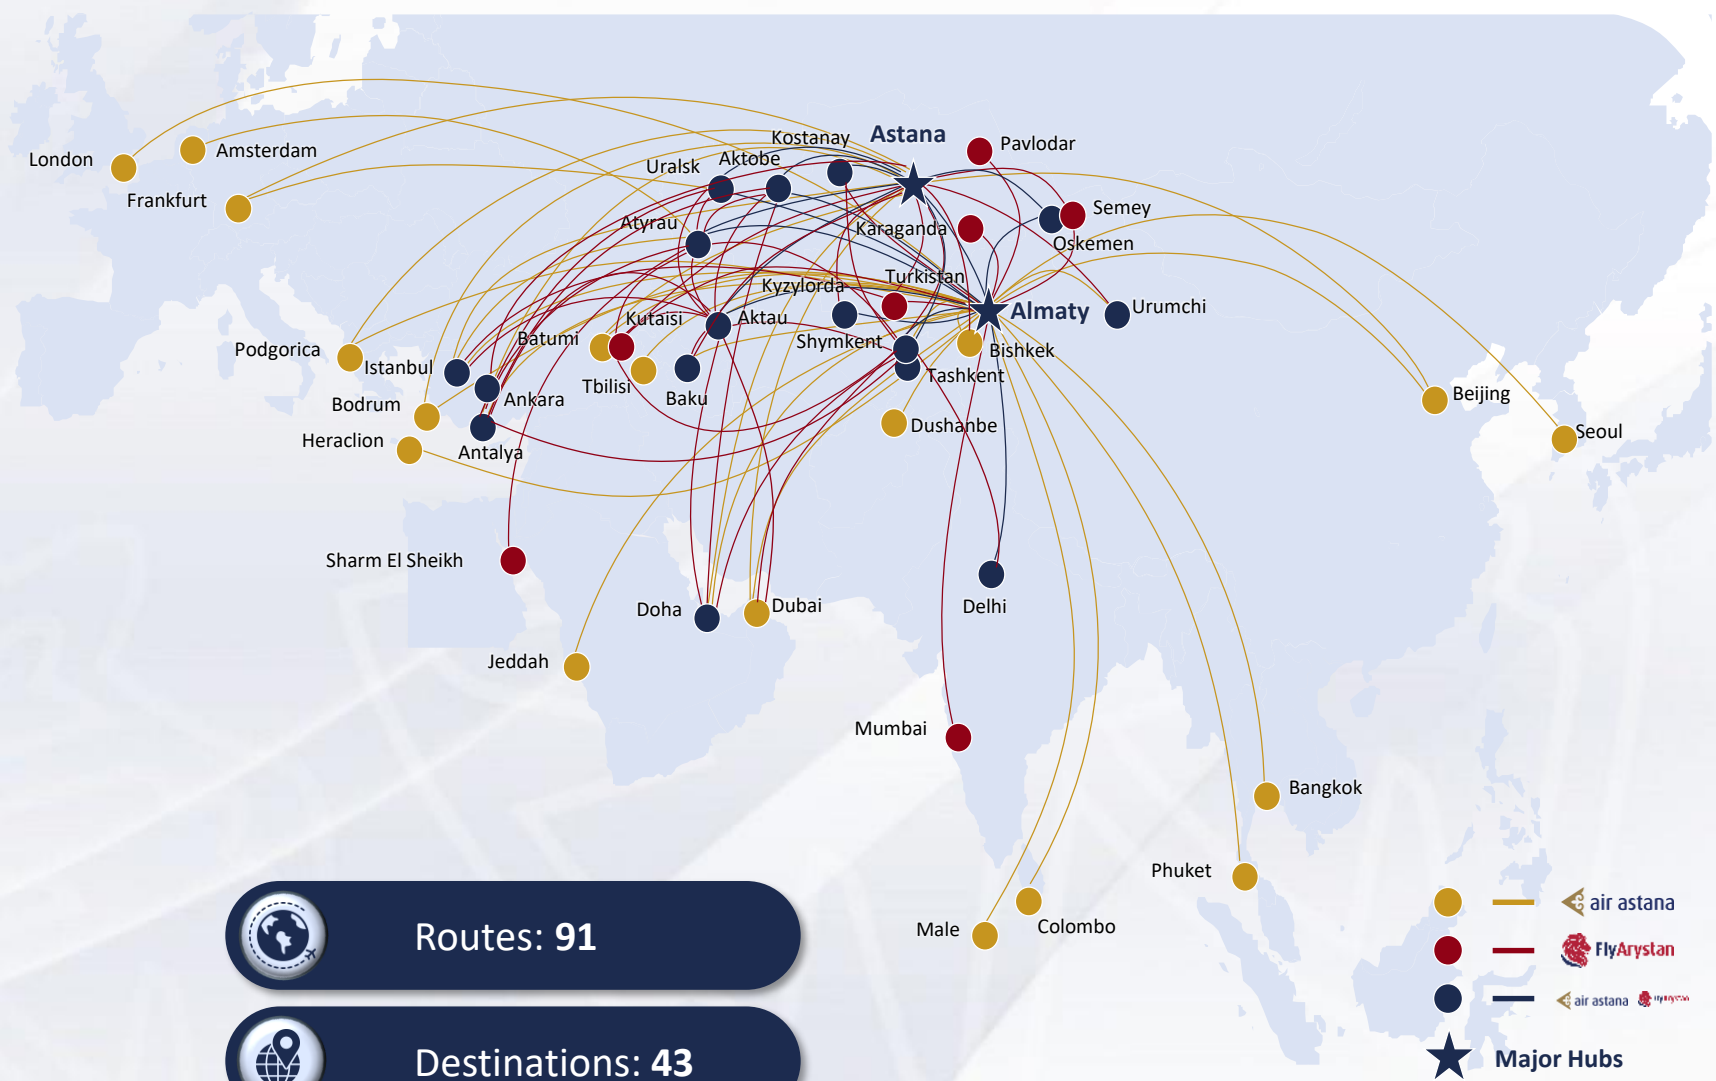 Astana
Kostanay
Pavlodar
London
Amsterdam
Uralsk
Aktobe
Frankfurt
Semey
Atyrau
Karaganda
Oskemen
Turkistan
Kyzylorda
Urumchi
Almaty
Kutaisi
Aktau
Batumi
Shymkent
Bishkek
Podgorica
Istanbul
Tashkent
Tbilisi
Baku
Ankara
Beijing
Bodrum
Dushanbe
Seoul
Heraclion
Antalya
Sharm El Sheikh
Doha
Dubai
Delhi
Jeddah
Mumbai
Bangkok
Phuket
Male
Colombo
air astana
Routes: 91
FlyArystan
air astana FlyArystan
Destinations: 43
Major Hubs